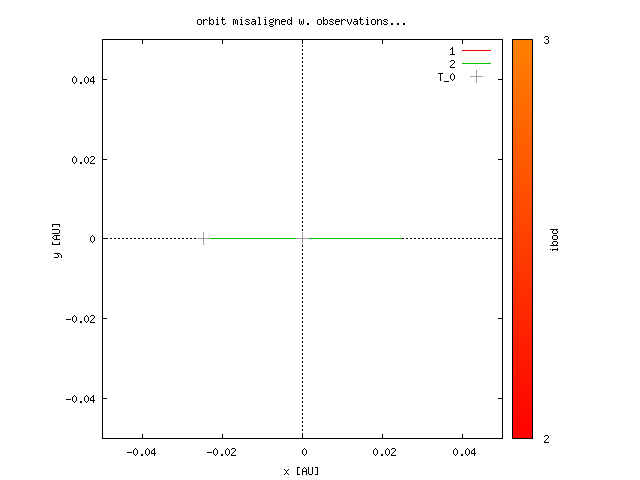 orbit misaligned w. observations...
1
2
T_0
0.04
0.02
0
-0.02
-0.04
y [AU]
-0.04 -0.02 0 0.02 0.04
x [AU]
3
ibod
2